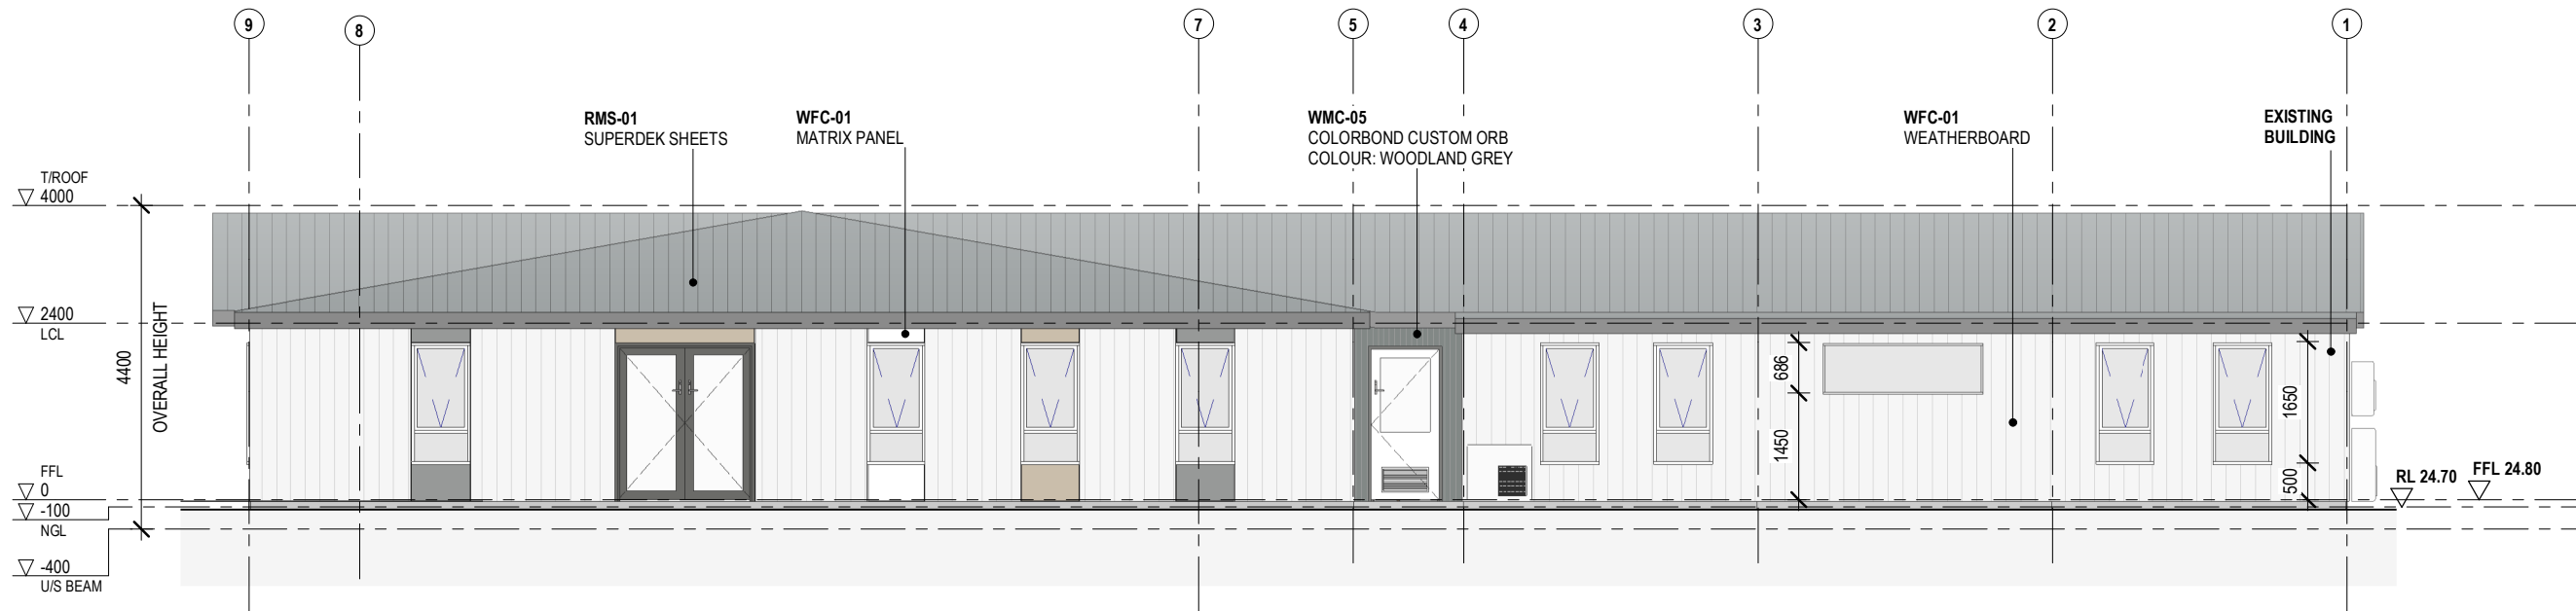 9
8
7
5
4
3
2
1
RMS-01
SUPERDEK SHEETS
WFC-01
MATRIX PANEL
WMC-05
COLORBOND CUSTOM ORB
COLOUR: WOODLAND GREY
WFC-01
WEATHERBOARD
EXISTING
BUILDING
T/ROOF
4000
2400
LCL
4400
OVERALL HEIGHT
FFL
0
-100
NGL
-400
U/S BEAM
686
1450
1650
500
RL 24.70
FFL 24.80